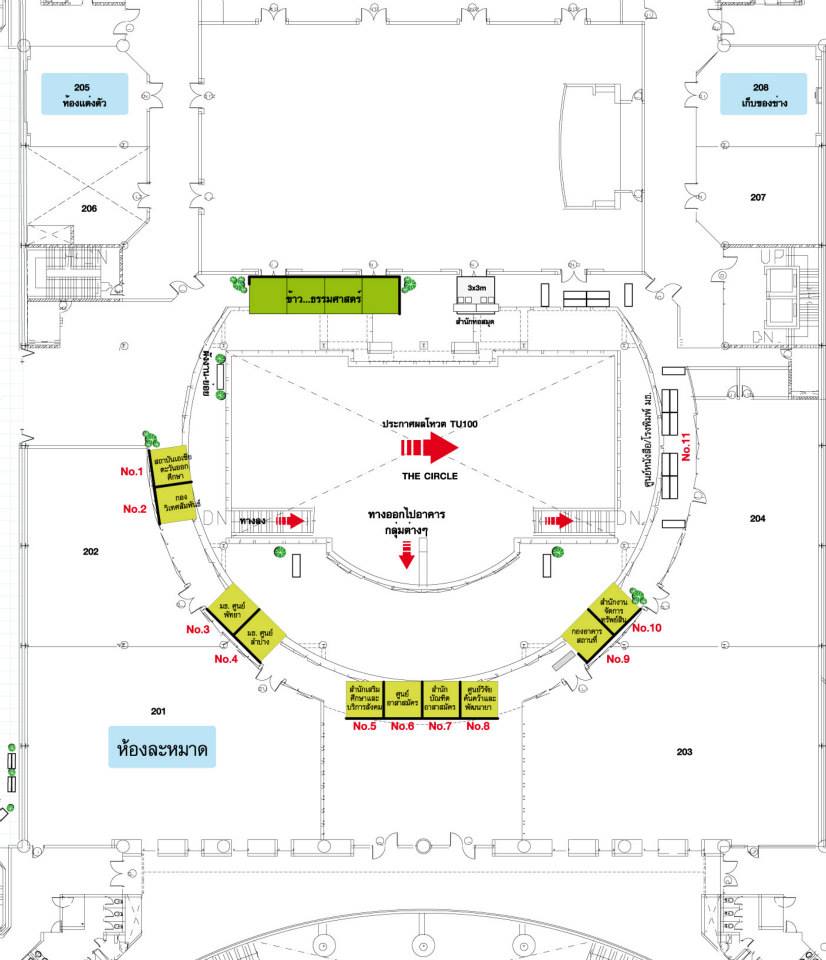 205
ห้องแต่งตัว
208
เก็บของช่าง
206
207
UP
ข่าว...ธรรมศาสตร์
3x3m
สำนักหอสมุด
DN.
ประกาศผลโหวต TU100
THE CIRCLE
ศูนย์หนังสือ/โรงพิมพ์ มธ.
No.11
No.1
สถาบันเอเชีย
ตะวันออก
ศึกษา
No.2
กอง
วิเทศสัมพันธ์
DN
ทางลง
ทางออกไปอาคาร
กลุ่มต่างๆ
DN.
202
204
มธ. ศูนย์
พัทยา
No.3
มธ. ศูนย์
ลำปาง
No.4
สำนักงาน
จัดการ
ทรัพย์สิน
No.10
กองอาคาร
สถานที่
No.9
สำนักเสริม
ศึกษาและ
บริการสังคม
No.5
ศูนย์
อาสาสมัคร
No.6
สำนัก
บัณฑิต
อาสาสมัคร
No.7
ศูนย์วิจัย
ค้นคว้าและ
พัฒนายา
No.8
201
ห้องละหมาด
203